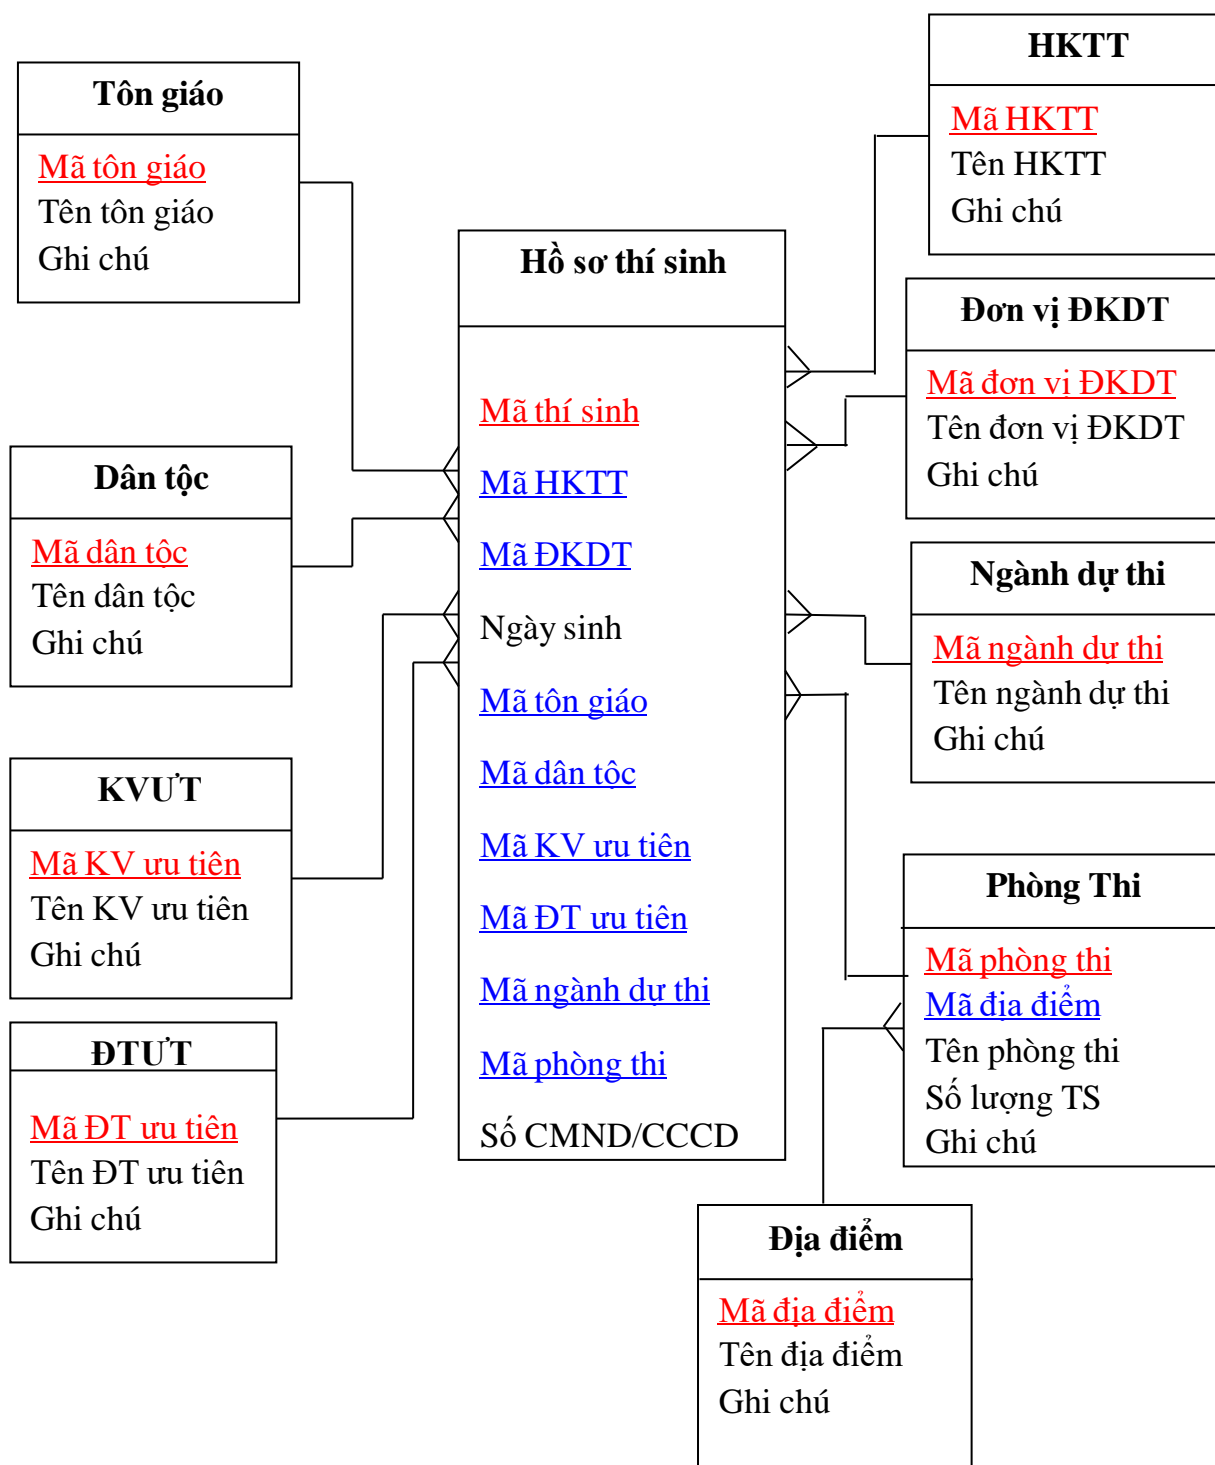 HKTT
Mã HKTT
Tên HKTT
Ghi chú
Tôn giáo
Mã tôn giáo
Tên tôn giáo
Ghi chú
Hồ sơ thí sinh
Mã thí sinh
Mã HKTT
Mã ĐKDT
Ngày sinh
Mã tôn giáo
Mã dân tộc
Mã KV ưu tiên
Mã ĐT ưu tiên
Mã ngành dự thi
Mã phòng thi
Số CMND/CCCD
Đơn vị ĐKDT
Mã đơn vị ĐKDT
Tên đơn vị ĐKDT
Ghi chú
Dân tộc
Mã dân tộc
Tên dân tộc
Ghi chú
Ngành dự thi
Mã ngành dự thi
Tên ngành dự thi
Ghi chú
KVƯT
Mã KV ưu tiên
Tên KV ưu tiên
Ghi chú
Phòng Thi
Mã phòng thi
Mã địa điểm
Tên phòng thi
Số lượng TS
Ghi chú
ĐTƯT
Mã ĐT ưu tiên
Tên ĐT ưu tiên
Ghi chú
Địa điểm
Mã địa điểm
Tên địa điểm
Ghi chú